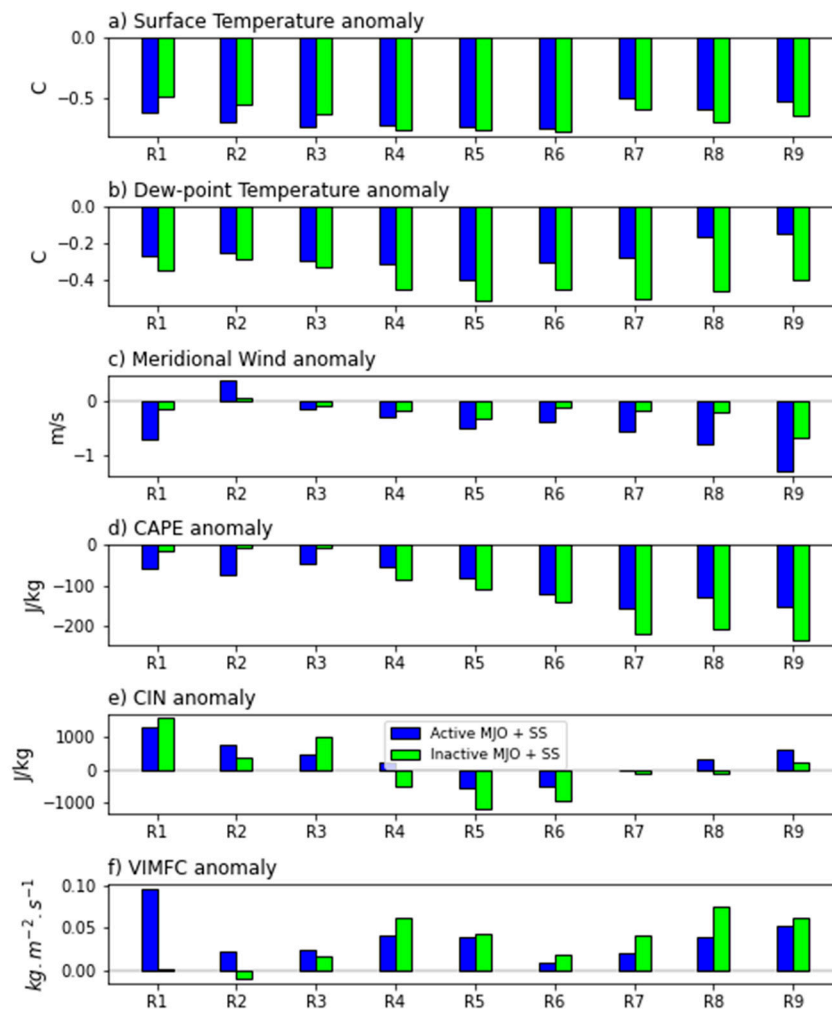 a) Surface Temperature anomaly
0.0
C
−0.5
R1 R2 R3 R4 R5 R6 R7 R8 R9
b) Dew-point Temperature anomaly
0.0
−0.2
C
−0.4
R1 R2 R3 R4 R5 R6 R7 R8 R9
c) Meridional Wind anomaly
0
m/s
−1
R1 R2 R3 R4 R5 R6 R7 R8 R9
d) CAPE anomaly
0
−100
J/kg
−200
R1 R2 R3 R4 R5 R6 R7 R8 R9
e) CIN anomaly
1000
Active MJO + SS
Inactive MJO + SS
J/kg
0
−1000
R1 R2 R3 R4 R5 R6 R7 R8 R9
f) VIMFC anomaly
0.10
0.05
kg.m⁻².s⁻¹
0.00
R1 R2 R3 R4 R5 R6 R7 R8 R9